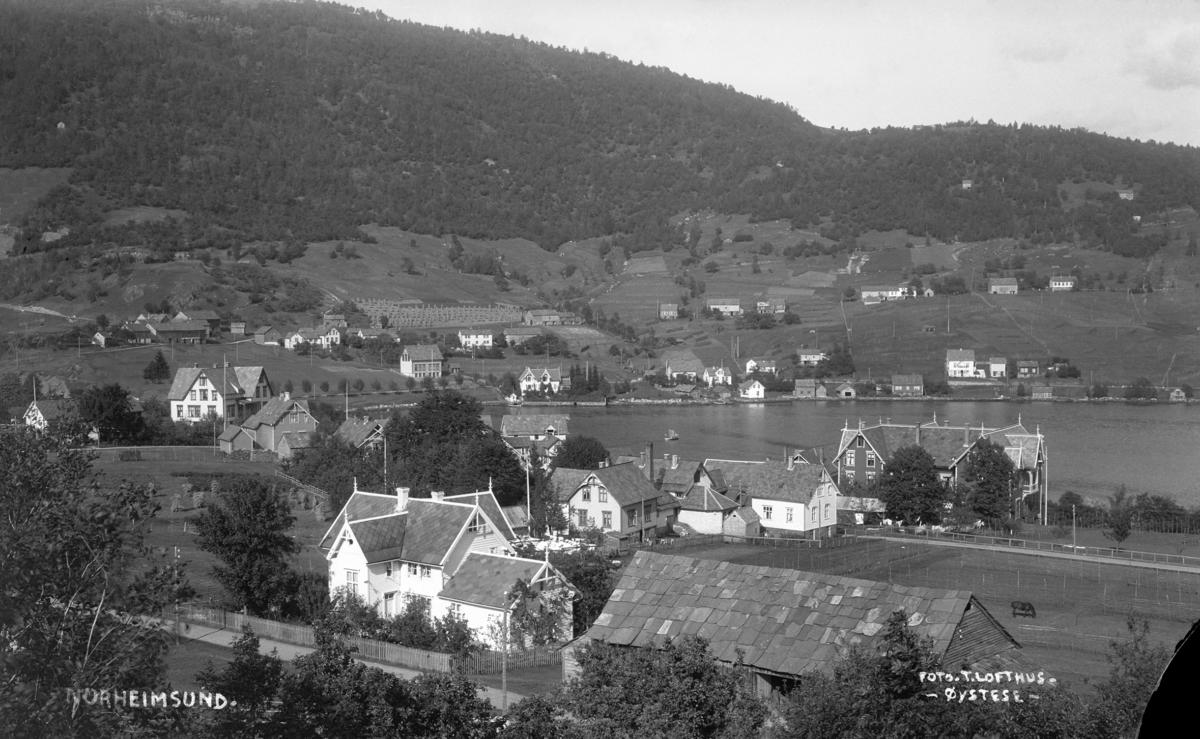 NORHEIMSUND.
FOTO. T. LOFTHUS.
- ØYSTESE -